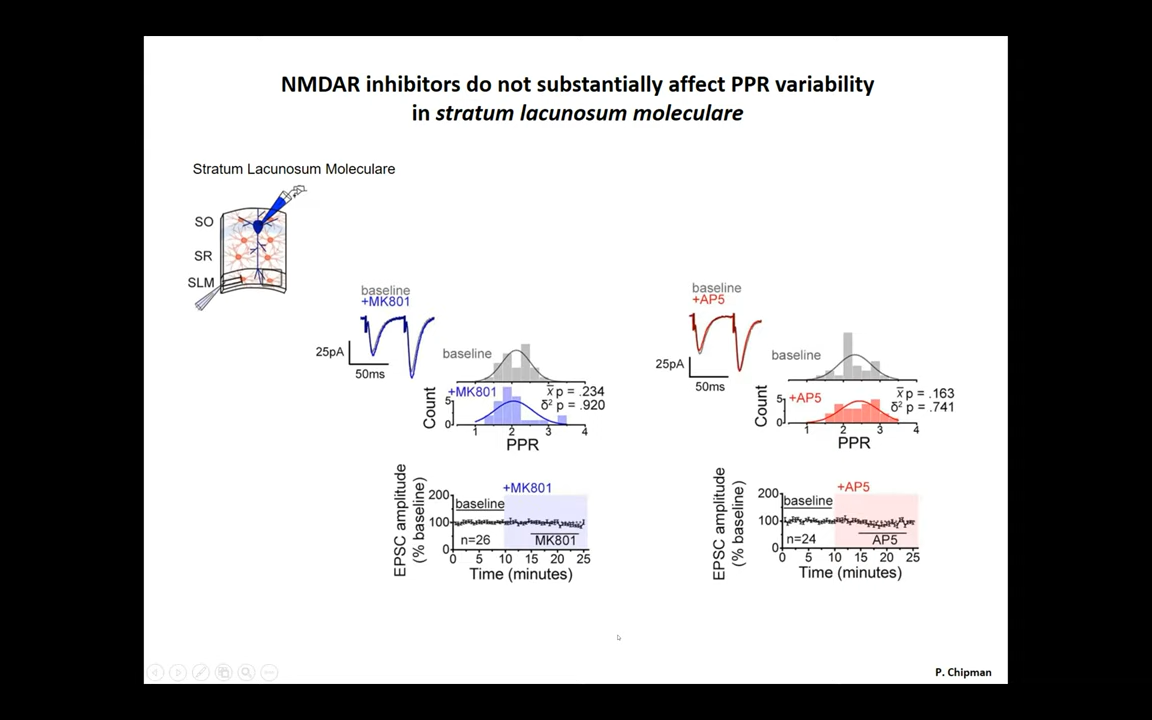 NMDAR inhibitors do not substantially affect PPR variability
in stratum lacunosum moleculare
Stratum Lacunosum Moleculare
SO
SR
SLM
baseline
+MK801
25pA
50ms
baseline
+MK801
x̅ p = .234
δ² p = .920
Count
5
0
1 2 3 4
PPR
EPSC amplitude
(% baseline)
+MK801
200
100
0
baseline
n=26
MK801
0 5 10 15 20 25
Time (minutes)
baseline
+AP5
25pA
50ms
baseline
+AP5
x̅ p = .163
δ² p = .741
Count
5
0
1 2 3 4
PPR
EPSC amplitude
(% baseline)
+AP5
200
100
0
baseline
n=24
AP5
0 5 10 15 20 25
Time (minutes)
P. Chipman